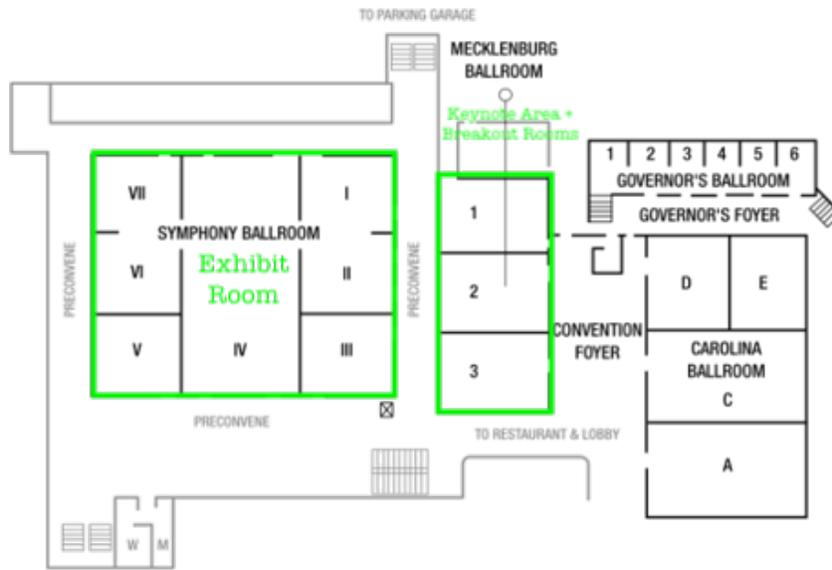 TO PARKING GARAGE
MECKLENBURG
BALLROOM
Keynote Area +
Breakout Rooms
1 2 3 4 5 6
GOVERNOR'S BALLROOM
GOVERNOR'S FOYER
VII
I
SYMPHONY BALLROOM
Exhibit
Room
VI
II
V
IV
III
PRECONVENE
PRECONVENE
PRECONVENE
1
2
3
CONVENTION
FOYER
D
E
CAROLINA
BALLROOM
C
A
TO RESTAURANT & LOBBY
W
M